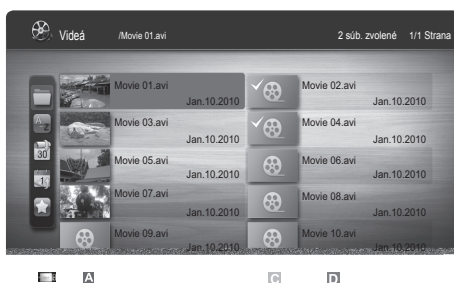 Videá /Movie 01.avi 2 súb. zvolené 1/1 Strana
Movie 01.avi Movie 02.avi
Jan.10.2010 Jan.10.2010
Movie 03.avi Movie 04.avi
Jan.10.2010 Jan.10.2010
A Z
30
Movie 05.avi Movie 06.avi
Jan.10.2010 Jan.10.2010
1
Movie 07.avi Movie 08.avi
Jan.10.2010 Jan.10.2010
Movie 09.avi Movie 10.avi
Jan.10.2010 Jan.10.2010
A C D